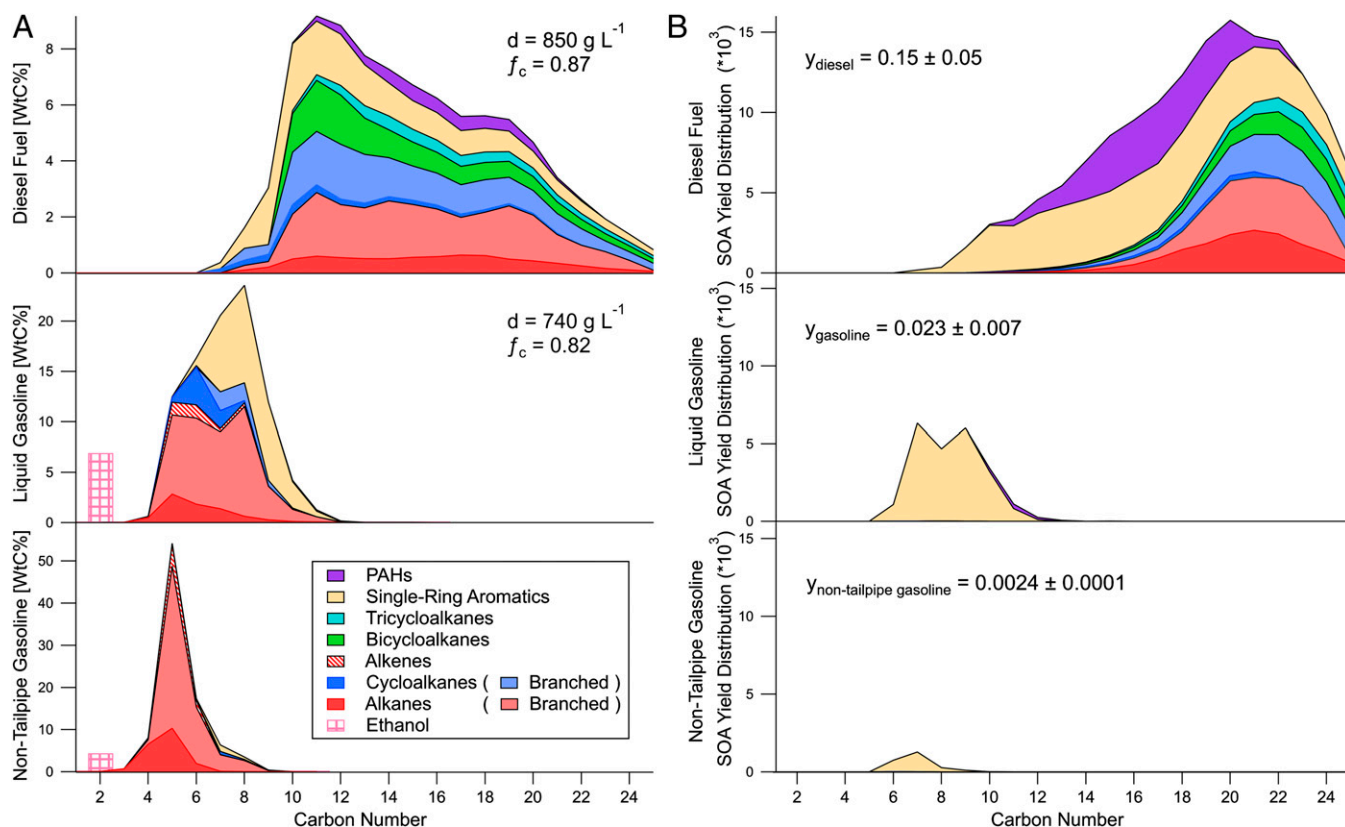 A
Diesel Fuel [WtC%]
8
6
4
2
0
d = 850 g L⁻¹
ƒc = 0.87
Liquid Gasoline [WtC%]
20
15
10
5
0
d = 740 g L⁻¹
ƒc = 0.82
Non-Tailpipe Gasoline [WtC%]
50
40
30
20
10
0
PAHs
Single-Ring Aromatics
Tricycloalkanes
Bicycloalkanes
Alkenes
Cycloalkanes ( Branched )
Alkanes ( Branched )
Ethanol
2 4 6 8 10 12 14 16 18 20 22 24
Carbon Number
B
Diesel Fuel
SOA Yield Distribution (*10³)
15
10
5
0
ydiesel = 0.15 ± 0.05
Liquid Gasoline
SOA Yield Distribution (*10³)
15
10
5
0
ygasoline = 0.023 ± 0.007
Non-Tailpipe Gasoline
SOA Yield Distribution (*10³)
15
10
5
0
ynon-tailpipe gasoline = 0.0024 ± 0.0001
2 4 6 8 10 12 14 16 18 20 22 24
Carbon Number